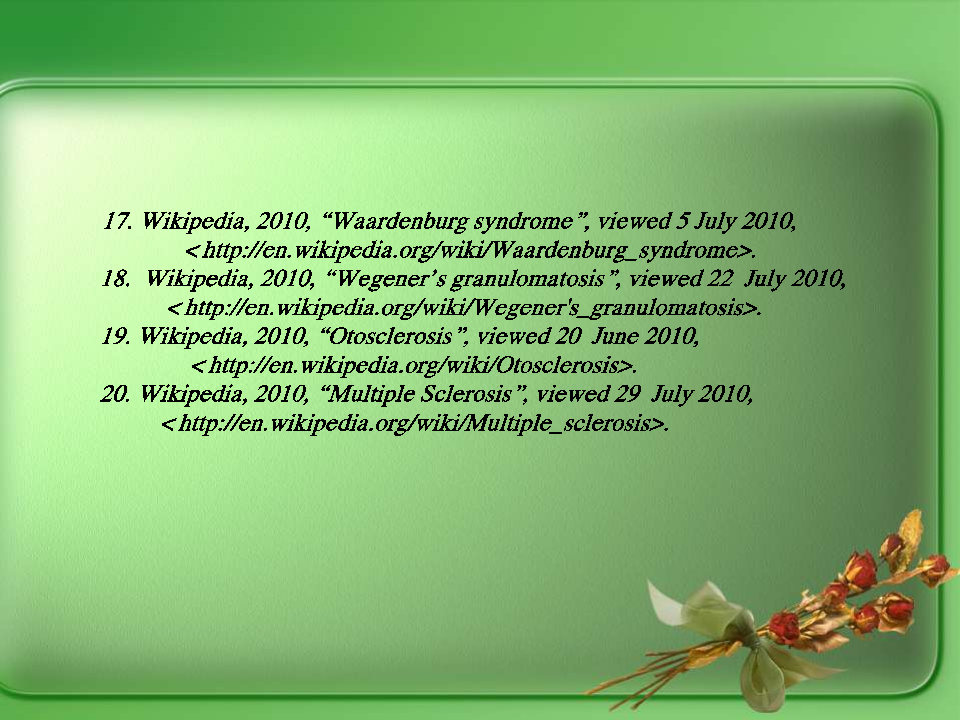 17. Wikipedia, 2010, “Waardenburg syndrome”, viewed 5 July 2010,
<http://en.wikipedia.org/wiki/Waardenburg_syndrome>.
18. Wikipedia, 2010, “Wegener’s granulomatosis”, viewed 22 July 2010,
<http://en.wikipedia.org/wiki/Wegener's_granulomatosis>.
19. Wikipedia, 2010, “Otosclerosis”, viewed 20 June 2010,
<http://en.wikipedia.org/wiki/Otosclerosis>.
20. Wikipedia, 2010, “Multiple Sclerosis”, viewed 29 July 2010,
<http://en.wikipedia.org/wiki/Multiple_sclerosis>.